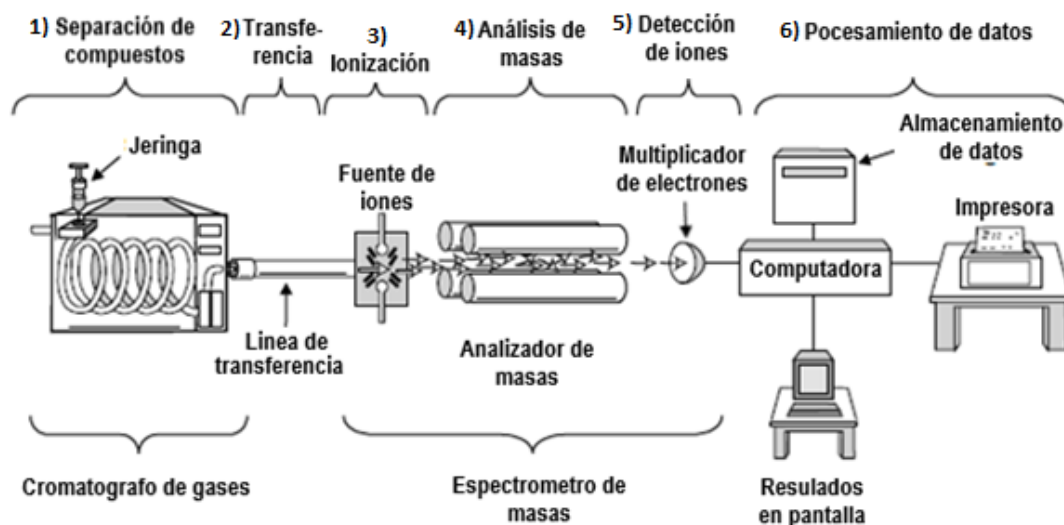 1) Separación de
compuestos
2) Transfe-
rencia
3)
Ionización
4) Análisis de
masas
5) Detección
de iones
6) Pocesamiento de datos
Jeringa
Fuente de
iones
Multiplicador
de electrones
Almacenamiento
de datos
Impresora
Computadora
Linea de
transferencia
Analizador de
masas
Cromatografo de gases
Espectrometro de
masas
Resulados
en pantalla